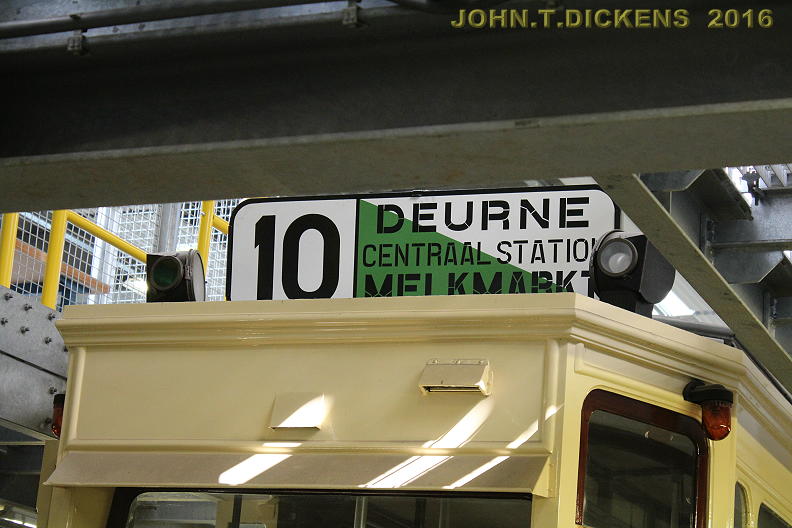 JOHN.T.DICKENS 2016
10
DEURNE
CENTRAAL STATION
MELKMARKT